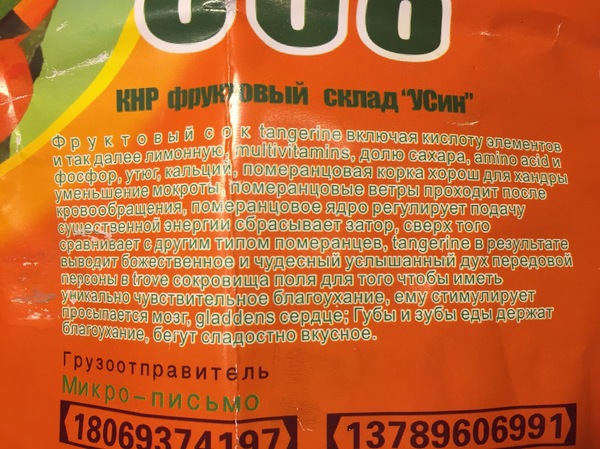 КНР фруктовый склад "УСин"
Фруктовый сок tangerine включая кислоту элементов
и так далее лимонную, multivitamins, долю сахара, amino acid и
фосфор, утюг, кальций, померанцовая корка хорош для хандры
уменьшение мокроты, померанцовые ветры проходит после
кровообращения, померанцовое ядро регулирует подачу
существенной энергии сбрасывает затор, сверх того
сравнивает с другим типом померанцев, tangerine в результате
выводит божественное и чудесный услышанный дух передовой
персоны в trove сокровища поля для того чтобы иметь
уникально чувствительное благоухание, ему стимулирует
просыпается мозг, gladdens сердце; Губы и зубы еды держат
благоухание, бегут сладостно вкусное.
Грузоотправитель
Микро-письмо
18069374197 13789606991